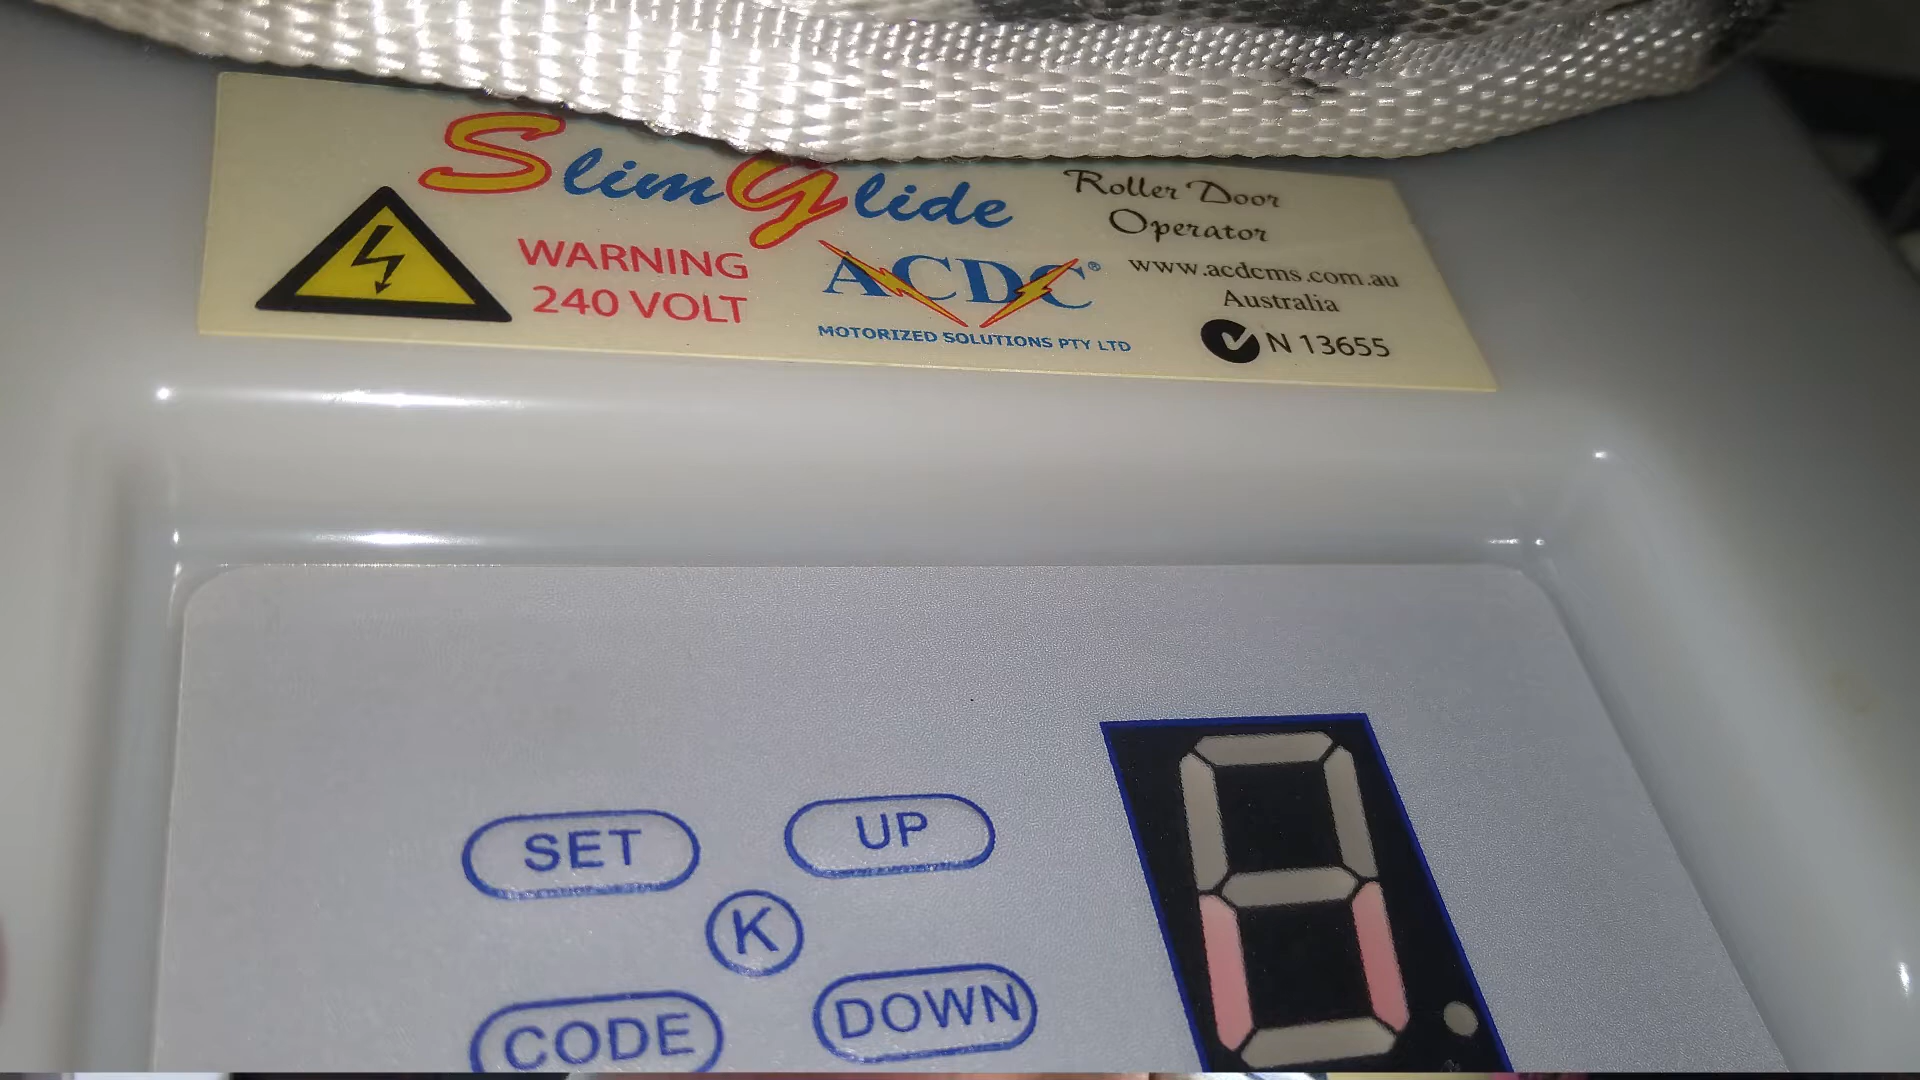 SlimGlide
Roller Door
Operator
WARNING
240 VOLT
ACDC®
MOTORIZED SOLUTIONS PTY LTD
www.acdcms.com.au
Australia
N 13655
SET
UP
K
CODE
DOWN